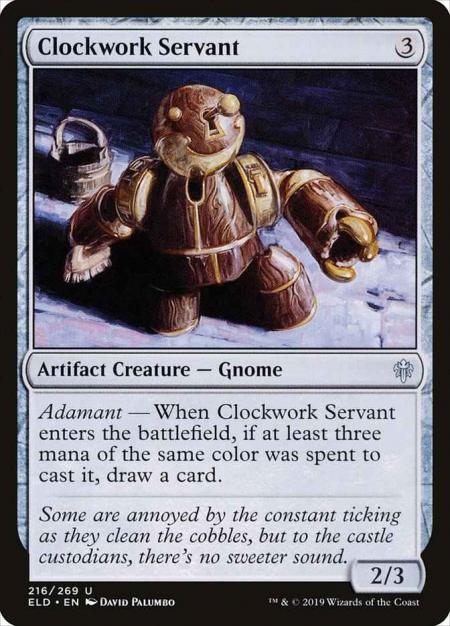 Clockwork Servant 3
Artifact Creature — Gnome
Adamant — When Clockwork Servant
enters the battlefield, if at least three
mana of the same color was spent to
cast it, draw a card.
Some are annoyed by the constant ticking
as they clean the cobbles, but to the castle
custodians, there's no sweeter sound.
2/3
216/269 U
ELD • EN David Palumbo
™ & © 2019 Wizards of the Coast